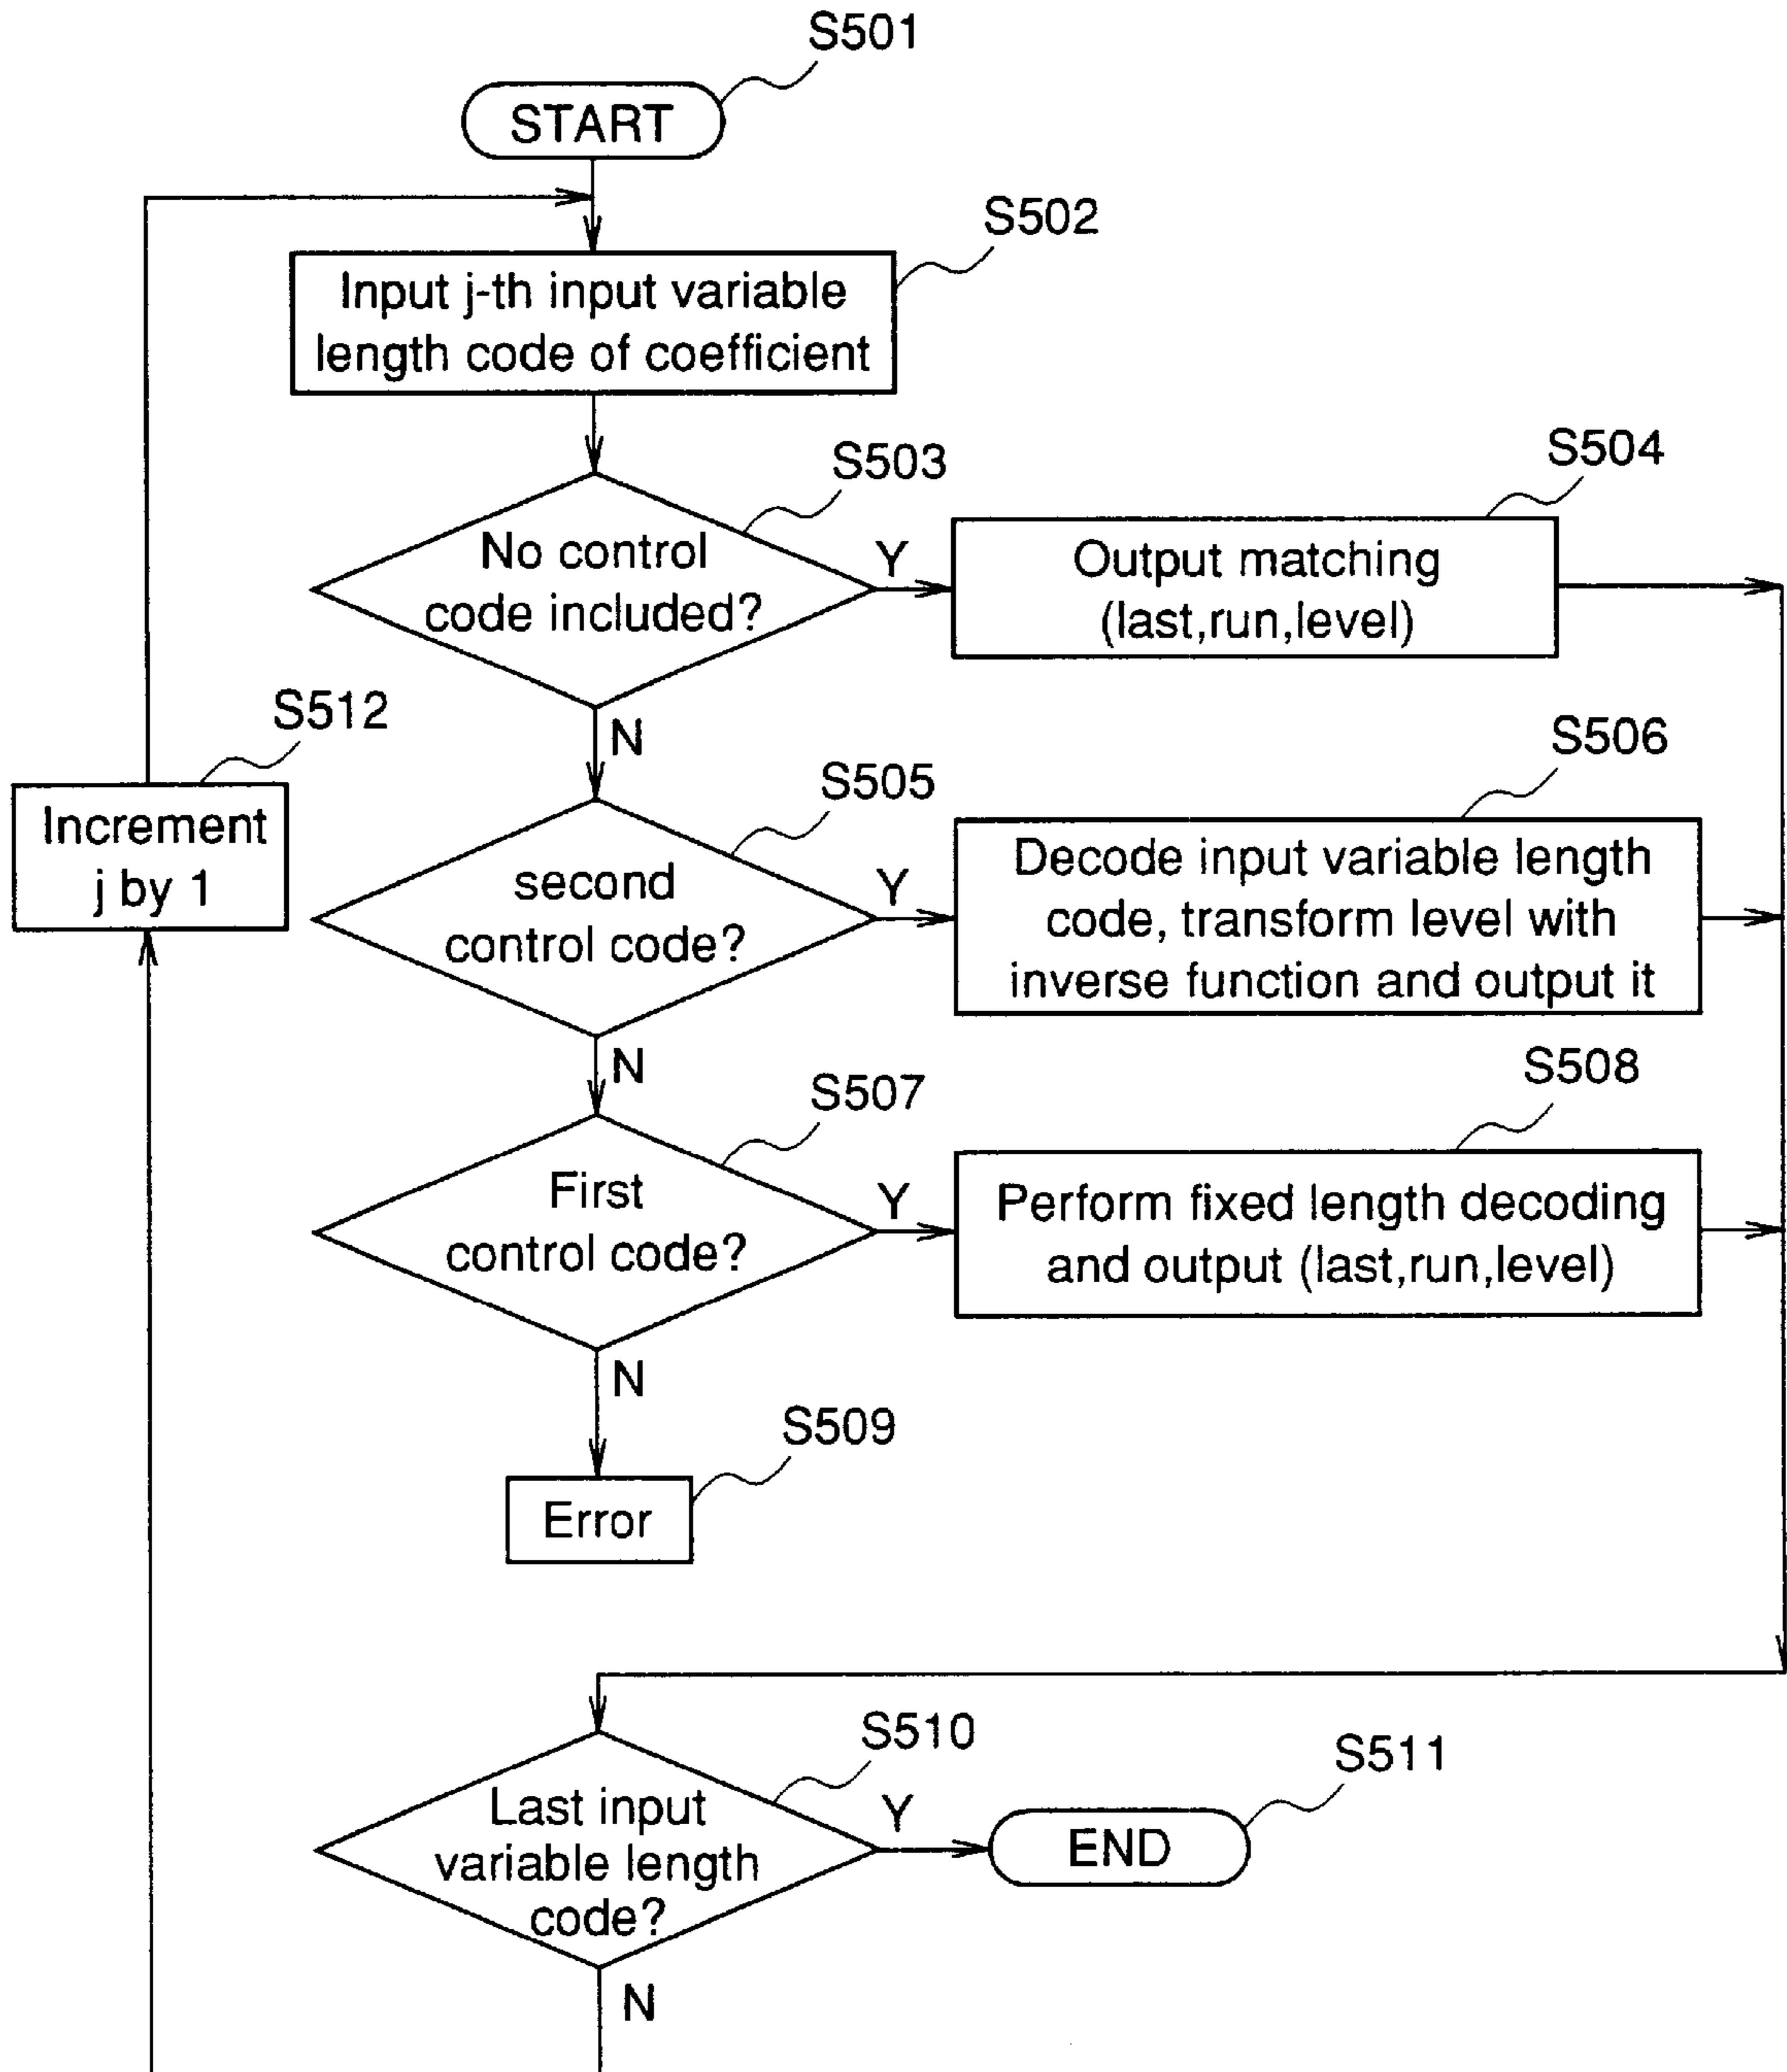 S501
START
S502
Input j-th input variable
length code of coefficient
S503
No control
code included?
Y
S504
Output matching
(last,run,level)
N
S512
Increment
j by 1
S505
second
control code?
Y
S506
Decode input variable length
code, transform level with
inverse function and output it
N
S507
First
control code?
Y
S508
Perform fixed length decoding
and output (last,run,level)
N
S509
Error
S510
Last input
variable length
code?
Y
S511
END
N